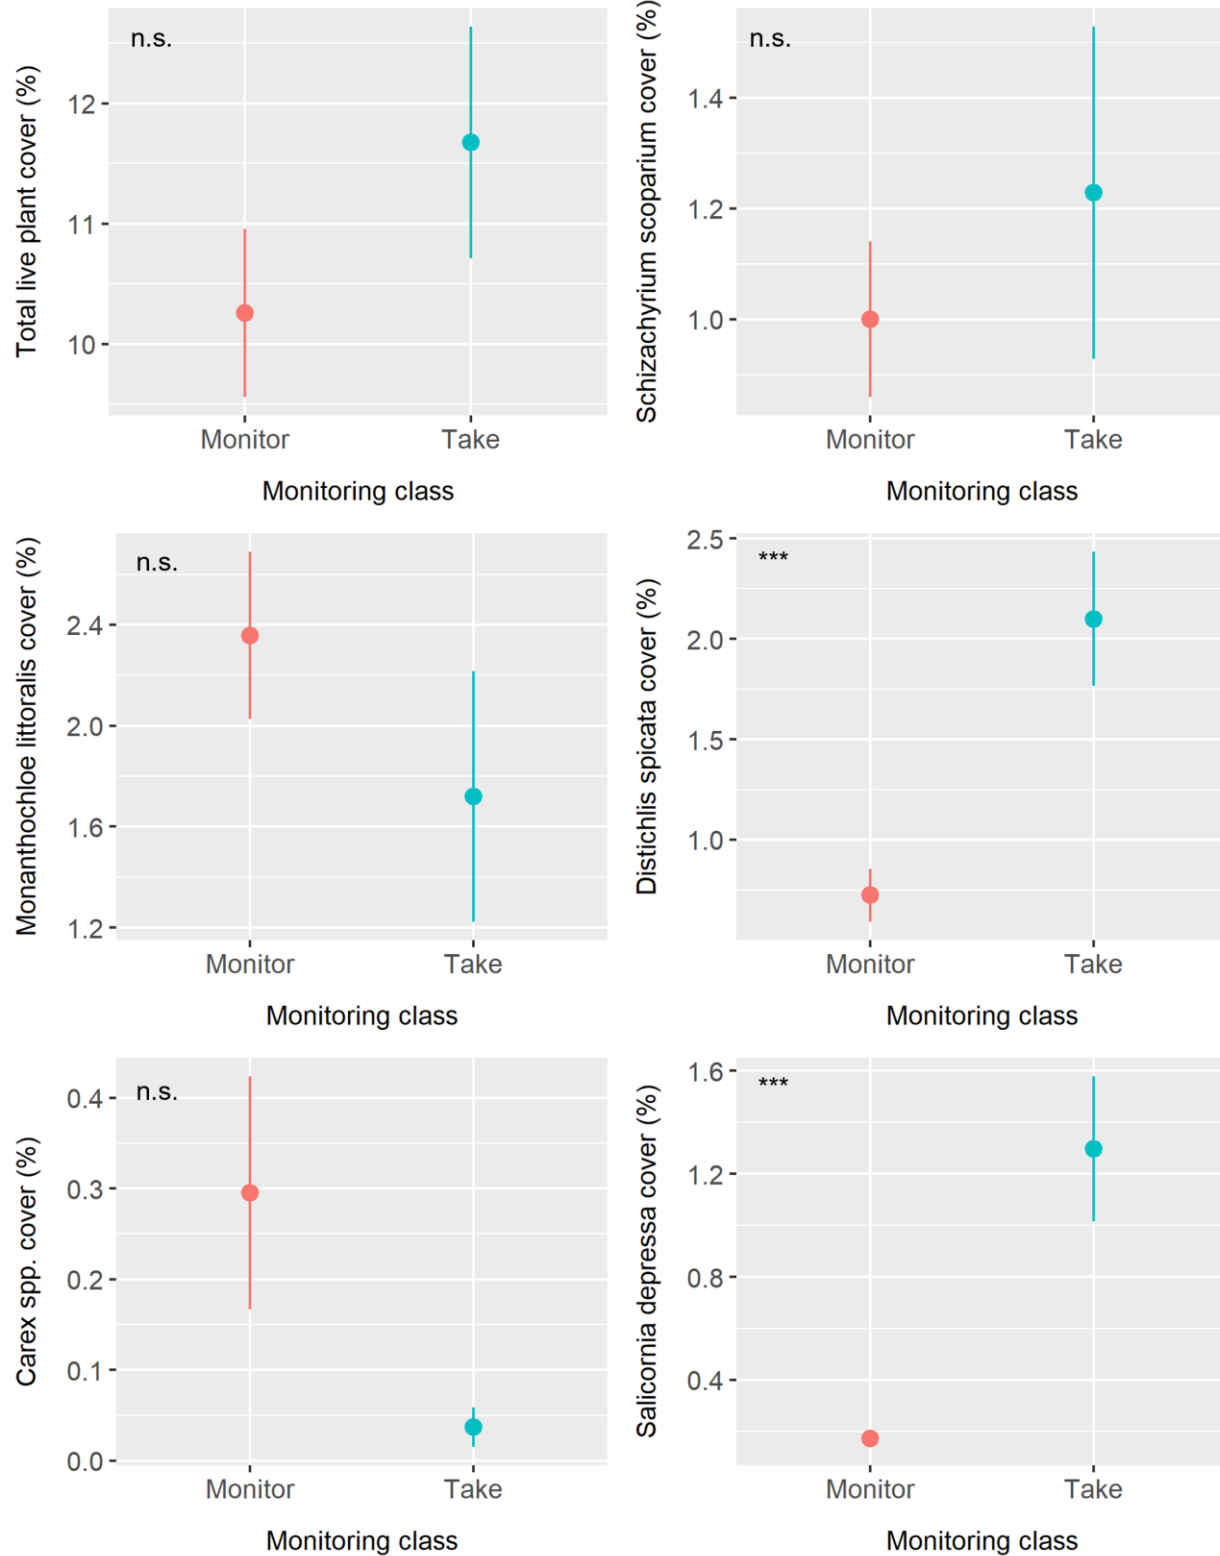 Total live plant cover (%)
n.s.
12
11
10
Monitor Take
Monitoring class
Schizachyrium scoparium cover (%)
n.s.
1.4
1.2
1.0
Monitor Take
Monitoring class
Monanthochloe littoralis cover (%)
n.s.
2.4
2.0
1.6
1.2
Monitor Take
Monitoring class
Distichlis spicata cover (%)
***
2.5
2.0
1.5
1.0
Monitor Take
Monitoring class
Carex spp. cover (%)
n.s.
0.4
0.3
0.2
0.1
0.0
Monitor Take
Monitoring class
Salicornia depressa cover (%)
***
1.6
1.2
0.8
0.4
Monitor Take
Monitoring class